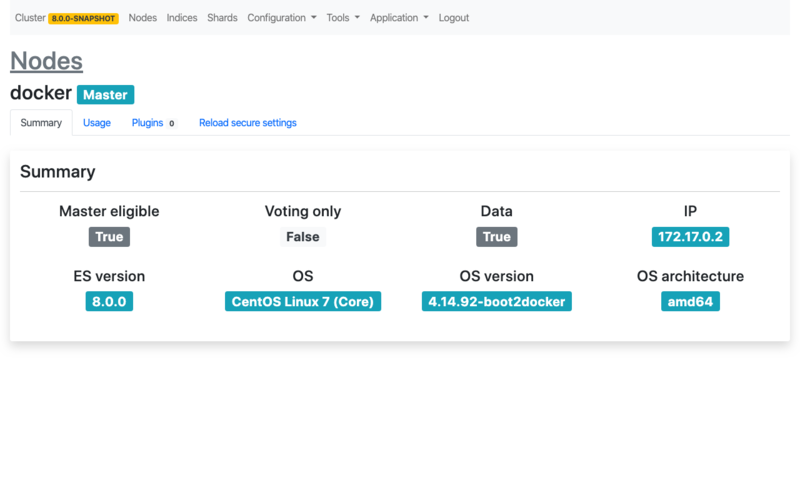 Cluster 8.0.0-SNAPSHOT Nodes Indices Shards Configuration Tools Application Logout
Nodes
docker Master
Summary Usage Plugins 0 Reload secure settings
Summary
Master eligible Voting only Data IP
True False True 172.17.0.2
ES version OS OS version OS architecture
8.0.0 CentOS Linux 7 (Core) 4.14.92-boot2docker amd64